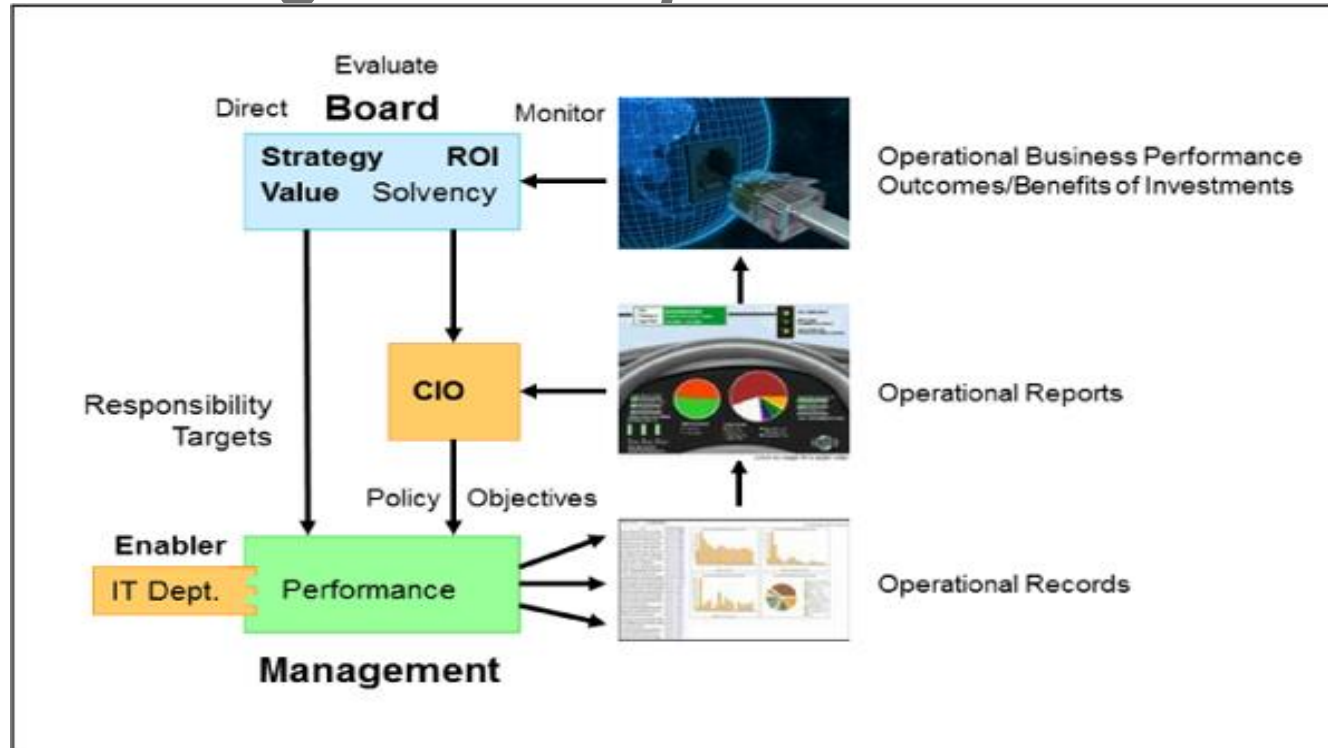 Evaluate
Direct Board Monitor
Strategy ROI
Value Solvency
Operational Business Performance
Outcomes/Benefits of Investments
CIO
Operational Reports
Responsibility
Targets
Policy Objectives
Enabler
IT Dept. Performance
Operational Records
Management